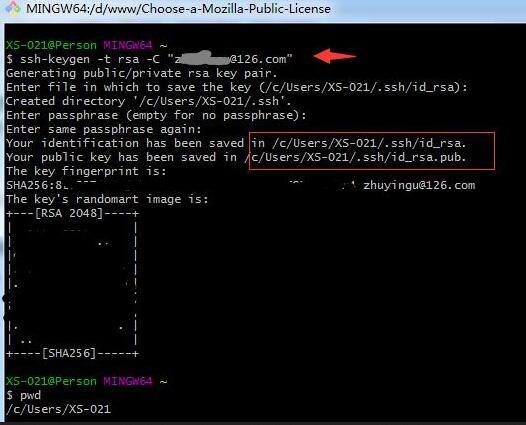 MINGW64:/d/www/Choose-a-Mozilla-Public-License
XS-021@Person MINGW64 ~
$ ssh-keygen -t rsa -C "z @126.com"
Generating public/private rsa key pair.
Enter file in which to save the key (/c/Users/XS-021/.ssh/id_rsa):
Created directory '/c/Users/XS-021/.ssh'.
Enter passphrase (empty for no passphrase):
Enter same passphrase again:
Your identification has been saved in /c/Users/XS-021/.ssh/id_rsa.
Your public key has been saved in /c/Users/XS-021/.ssh/id_rsa.pub.
The key fingerprint is:
SHA256: zhuyingu@126.com
The key's randomart image is:
+---[RSA 2048]----+
| .. |
|
|
|.
|. . |
| .. |
+----[SHA256]-----+
XS-021@Person MINGW64 ~
$ pwd
/c/Users/XS-021